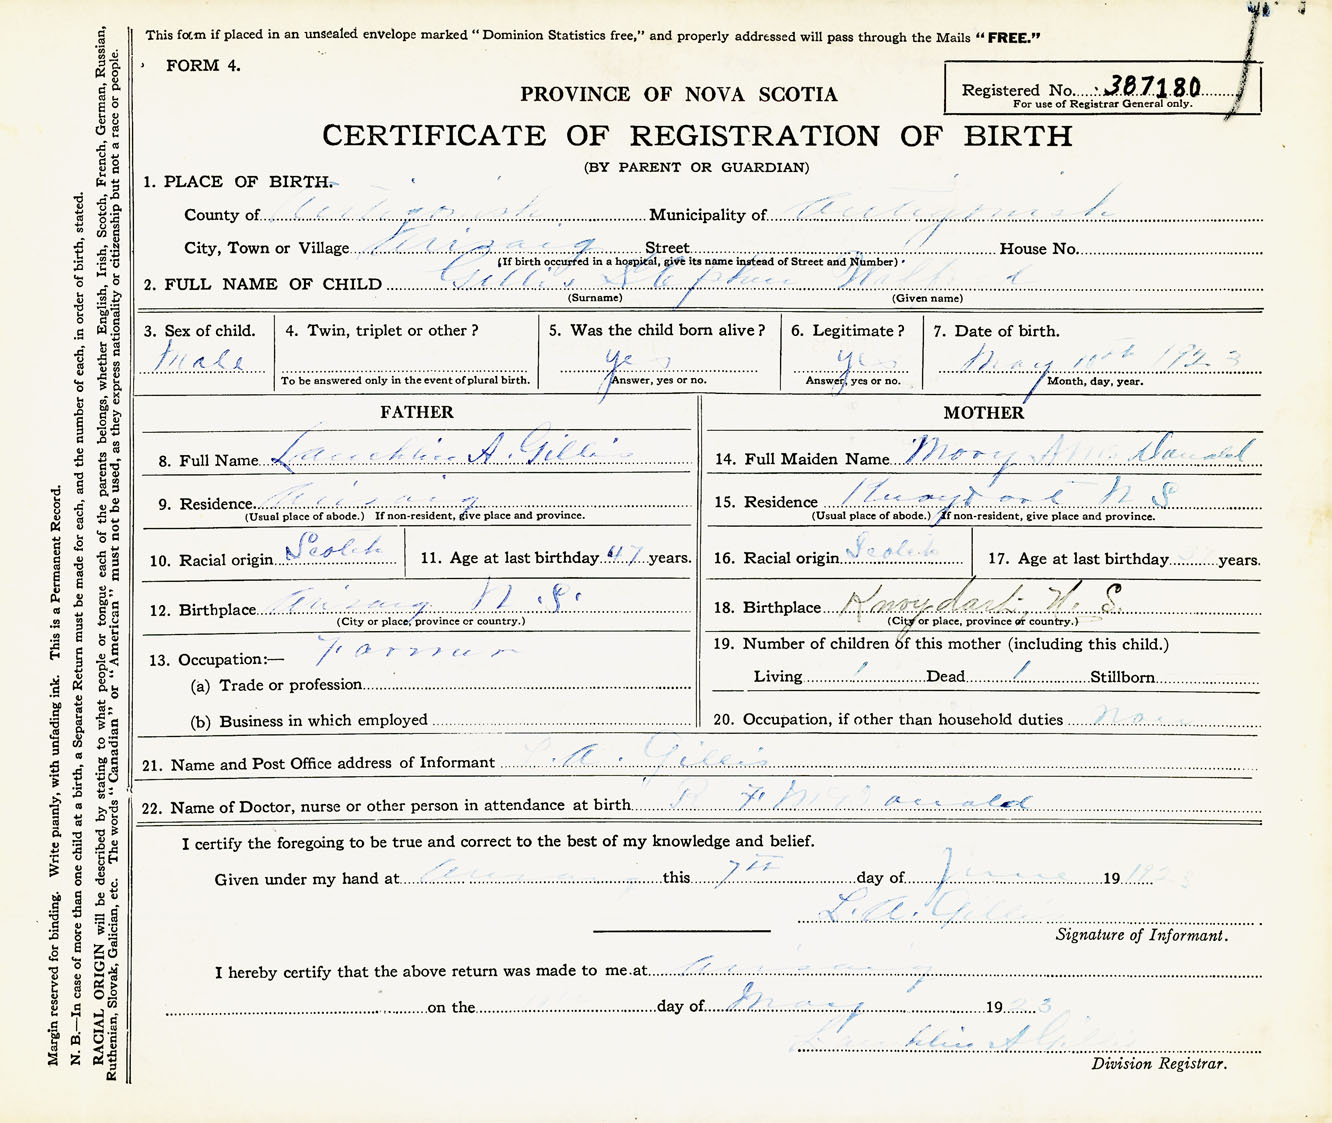 This form if placed in an unsealed envelope marked "Dominion Statistics free," and properly addressed will pass through the Mails "FREE."
FORM 4.
Registered No. 387180
For use of Registrar General only.
PROVINCE OF NOVA SCOTIA
CERTIFICATE OF REGISTRATION OF BIRTH
(BY PARENT OR GUARDIAN)
1. PLACE OF BIRTH.
County of Antigonish Municipality of Antigonish
City, Town or Village Arisaig Street House No.
(If birth occurred in a hospital, give its name instead of Street and Number)
2. FULL NAME OF CHILD Gillis Stephen Walfred
(Surname) (Given name)
3. Sex of child. 4. Twin, triplet or other? 5. Was the child born alive? 6. Legitimate? 7. Date of birth.
Male yes yes May 10th 1923
To be answered only in the event of plural birth. Answer, yes or no. Answer, yes or no. Month, day, year.
FATHER
8. Full Name Lauchlin A. Gillis
9. Residence Arisaig
(Usual place of abode.) If non-resident, give place and province.
10. Racial origin Scotch 11. Age at last birthday 47 years.
12. Birthplace Arisaig N.S.
(City or place, province or country.)
13. Occupation:— Farmer
(a) Trade or profession
(b) Business in which employed
MOTHER
14. Full Maiden Name Mary A McDonald
15. Residence Knoydart N S
(Usual place of abode.) If non-resident, give place and province.
16. Racial origin Scotch 17. Age at last birthday years.
18. Birthplace Knoydart, N. S.
(City or place, province or country.)
19. Number of children of this mother (including this child.)
Living 1 Dead 1 Stillborn
20. Occupation, if other than household duties
21. Name and Post Office address of Informant L. A. Gillis
22. Name of Doctor, nurse or other person in attendance at birth R F McDonald
I certify the foregoing to be true and correct to the best of my knowledge and belief.
Given under my hand at Arisaig this 7th day of June 19 1923
L. A. Gillis
Signature of Informant.
I hereby certify that the above return was made to me at Arisaig
on the day of May 1923
Lauchlin A Gillis
Division Registrar.
Margin reserved for binding. Write plainly, with unfading ink. This is a Permanent Record.
N. B.—In case of more than one child at a birth, a Separate Return must be made for each, and the number of each, in order of birth, stated.
RACIAL ORIGIN will be described by stating to what people or tongue each of the parents belongs, whether English, Irish, Scotch, French, German, Russian,
Ruthenian, Slovak, Galician, etc. The words "Canadian" or "American" must not be used, as they express nationality or citizenship but not a race or people.